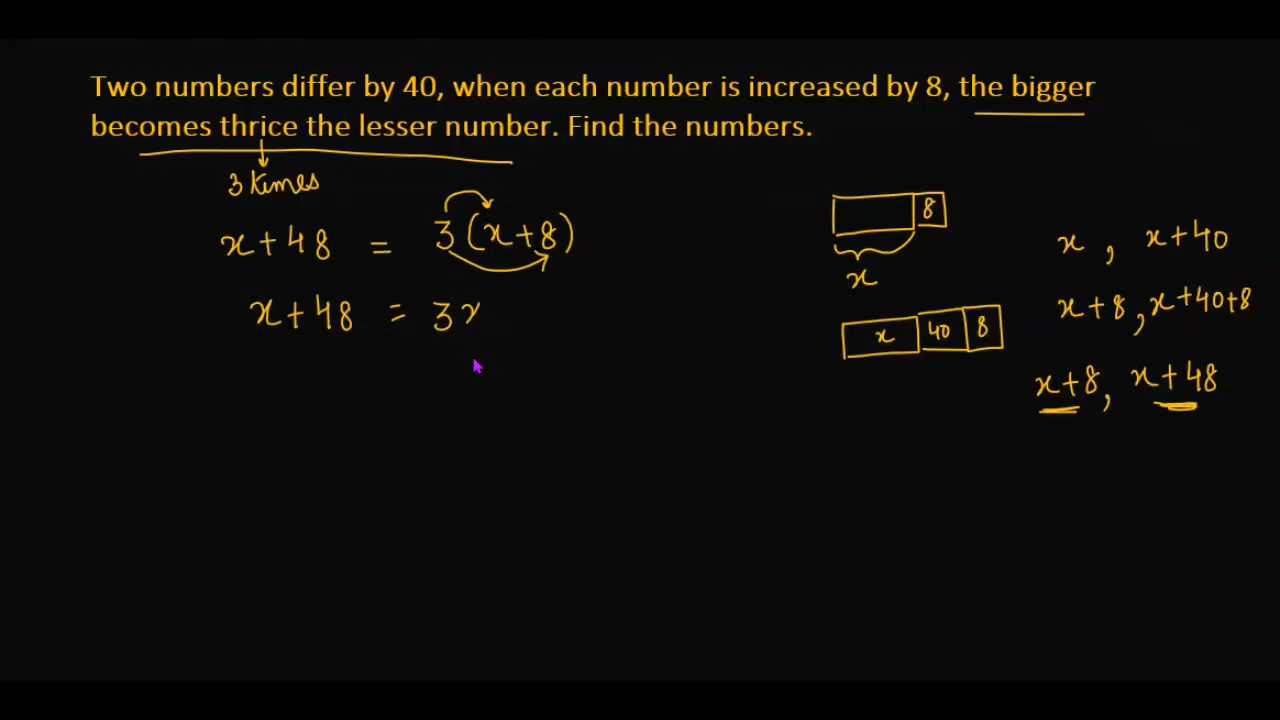 Two numbers differ by 40, when each number is increased by 8, the bigger
becomes thrice the lesser number. Find the numbers.
3 times
x + 48 = 3 (x + 8)
x + 48 = 3x
8
x
x 40 8
x , x + 40
x + 8 , x + 40 + 8
x + 8 , x + 48